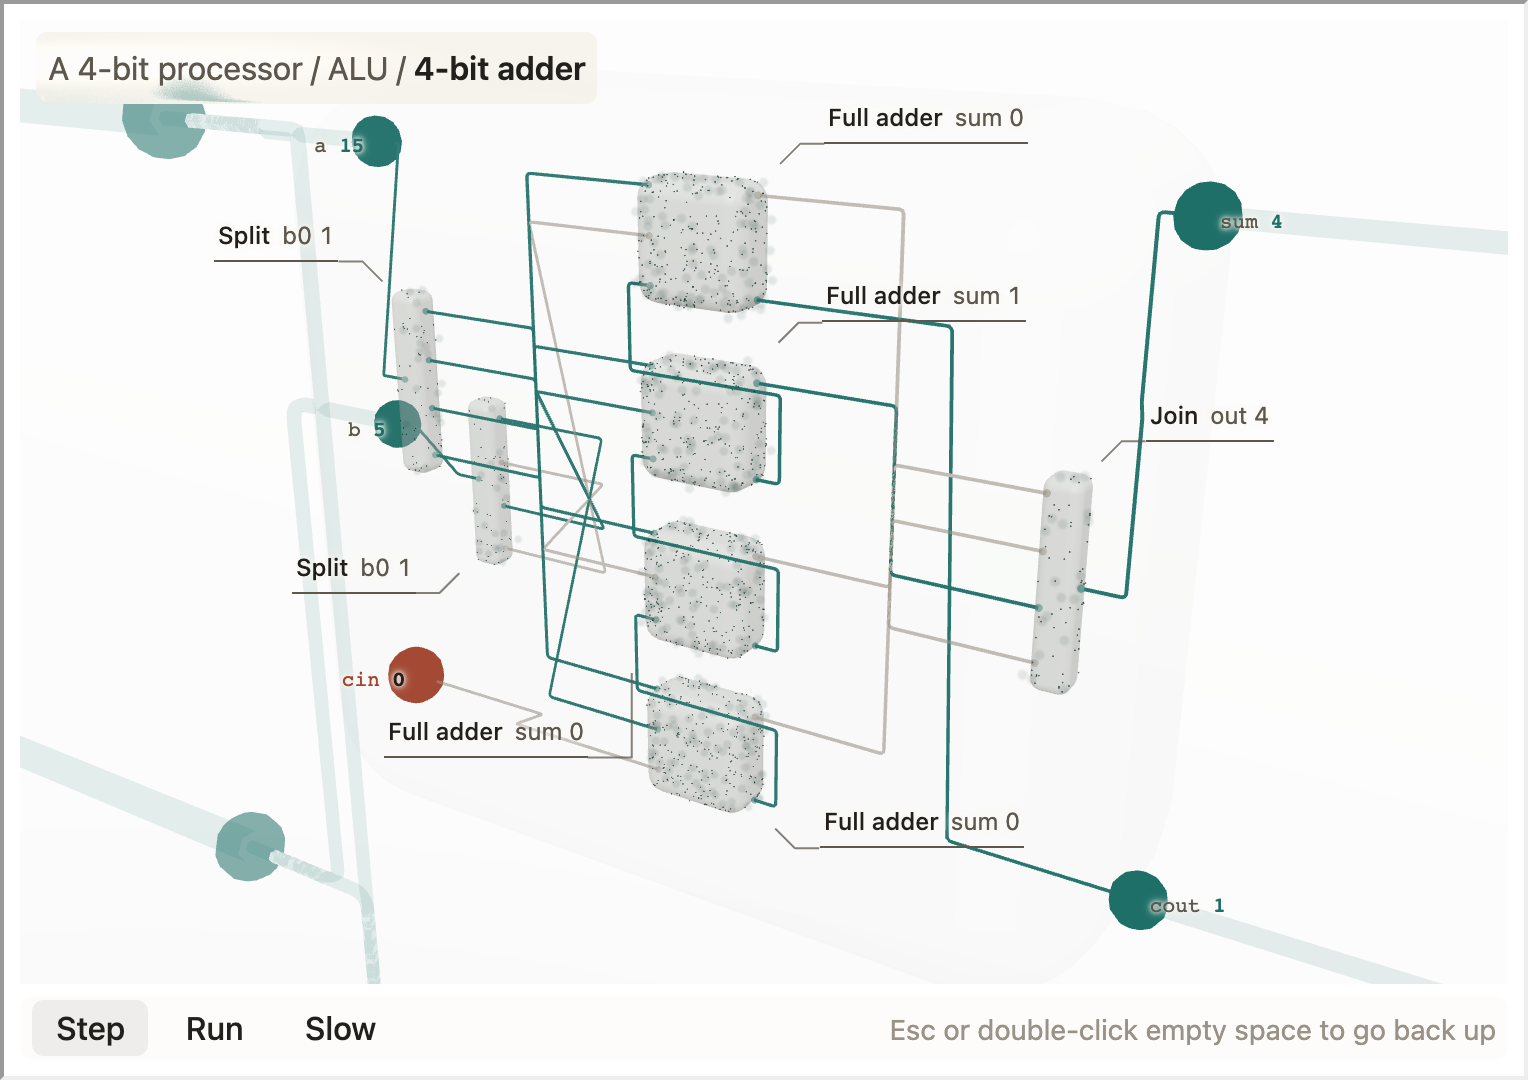 A 4-bit processor / ALU / 4-bit adder
Full adder sum 0
a 15
Split b0 1
sum 4
Full adder sum 1
Join out 4
b 5
Split b0 1
cin 0
Full adder sum 0
Full adder sum 0
cout 1
Step Run Slow Esc or double-click empty space to go back up